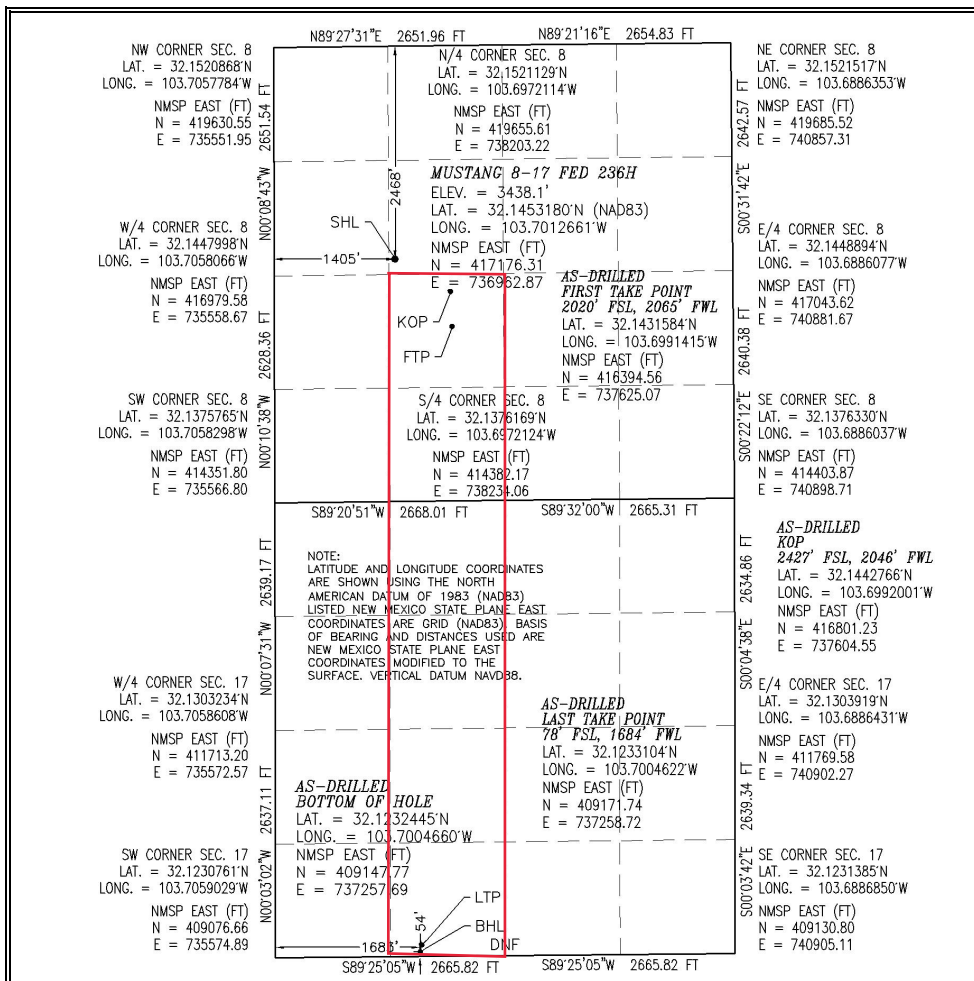 N89°27'31"E 2651.96 FT
N89°21'16"E 2654.83 FT
NW CORNER SEC. 8
LAT. = 32.1520868°N
LONG. = 103.7057784°W
NMSP EAST (FT)
N = 419630.55
E = 735551.95
N/4 CORNER SEC. 8
LAT. = 32.1521129°N
LONG. = 103.6972114°W
NMSP EAST (FT)
N = 419655.61
E = 738203.22
NE CORNER SEC. 8
LAT. = 32.1521517°N
LONG. = 103.6886353°W
NMSP EAST (FT)
N = 419685.52
E = 740857.31
N00°08'43"W 2651.54 FT
S00°31'42"E 2642.57 FT
2468'
MUSTANG 8-17 FED 236H
ELEV. = 3438.1'
LAT. = 32.1453180°N (NAD83)
LONG. = 103.7012661°W
NMSP EAST (FT)
N = 417176.31
E = 736962.87
SHL
1405'
W/4 CORNER SEC. 8
LAT. = 32.1447998°N
LONG. = 103.7058066°W
NMSP EAST (FT)
N = 416979.58
E = 735558.67
E/4 CORNER SEC. 8
LAT. = 32.1448894°N
LONG. = 103.6886077°W
NMSP EAST (FT)
N = 417043.62
E = 740881.67
KOP
FTP
AS-DRILLED
FIRST TAKE POINT
2020' FSL, 2065' FWL
LAT. = 32.1431584°N
LONG. = 103.6991415°W
NMSP EAST (FT)
N = 416394.56
E = 737625.07
N00°10'38"W 2628.36 FT
S00°22'12"E 2640.38 FT
SW CORNER SEC. 8
LAT. = 32.1375765°N
LONG. = 103.7058298°W
NMSP EAST (FT)
N = 414351.80
E = 735566.80
S/4 CORNER SEC. 8
LAT. = 32.1376169°N
LONG. = 103.6972124°W
NMSP EAST (FT)
N = 414382.17
E = 738234.06
SE CORNER SEC. 8
LAT. = 32.1376330°N
LONG. = 103.6886037°W
NMSP EAST (FT)
N = 414403.87
E = 740898.71
S89°20'51"W 2668.01 FT
S89°32'00"W 2665.31 FT
NOTE:
LATITUDE AND LONGITUDE COORDINATES
ARE SHOWN USING THE NORTH
AMERICAN DATUM OF 1983 (NAD83)
LISTED NEW MEXICO STATE PLANE EAST
COORDINATES ARE GRID (NAD83). BASIS
OF BEARING AND DISTANCES USED ARE
NEW MEXICO STATE PLANE EAST
COORDINATES MODIFIED TO THE
SURFACE. VERTICAL DATUM NAVD88.
AS-DRILLED
KOP
2427' FSL, 2046' FWL
LAT. = 32.1442766°N
LONG. = 103.6992001°W
NMSP EAST (FT)
N = 416801.23
E = 737604.55
N00°07'31"W 2639.17 FT
S00°04'38"E 2634.86 FT
W/4 CORNER SEC. 17
LAT. = 32.1303234°N
LONG. = 103.7058608°W
NMSP EAST (FT)
N = 411713.20
E = 735572.57
E/4 CORNER SEC. 17
LAT. = 32.1303919°N
LONG. = 103.6886431°W
NMSP EAST (FT)
N = 411769.58
E = 740902.27
AS-DRILLED
LAST TAKE POINT
78' FSL, 1684' FWL
LAT. = 32.1233104°N
LONG. = 103.7004622°W
NMSP EAST (FT)
N = 409171.74
E = 737258.72
AS-DRILLED
BOTTOM OF HOLE
LAT. = 32.1232445°N
LONG. = 103.7004660°W
NMSP EAST (FT)
N = 409147.77
E = 737257.69
N00°03'02"W 2637.11 FT
S00°03'42"E 2639.34 FT
SW CORNER SEC. 17
LAT. = 32.1230761°N
LONG. = 103.7059029°W
NMSP EAST (FT)
N = 409076.66
E = 735574.89
SE CORNER SEC. 17
LAT. = 32.1231385°N
LONG. = 103.6886850°W
NMSP EAST (FT)
N = 409130.80
E = 740905.11
LTP
BHL
54'
1683'
DNF
S89°25'05"W 2665.82 FT
S89°25'05"W 2665.82 FT